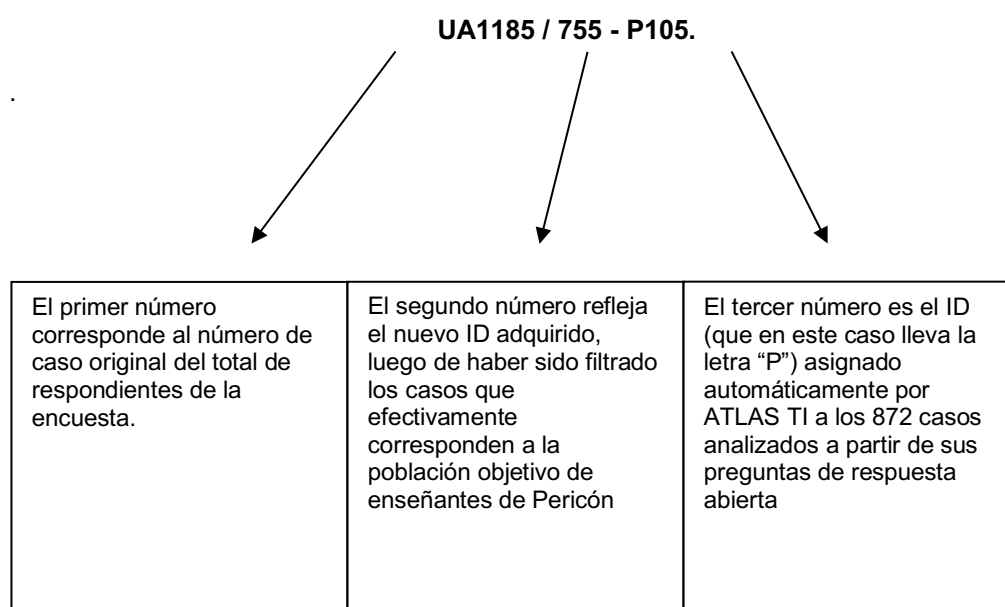 UA1185 / 755 - P105.
.
El primer número
corresponde al número de
caso original del total de
respondientes de la
encuesta.
El segundo número refleja
el nuevo ID adquirido,
luego de haber sido filtrado
los casos que
efectivamente
corresponden a la
población objetivo de
enseñantes de Pericón
El tercer número es el ID
(que en este caso lleva la
letra “P”) asignado
automáticamente por
ATLAS TI a los 872 casos
analizados a partir de sus
preguntas de respuesta
abierta